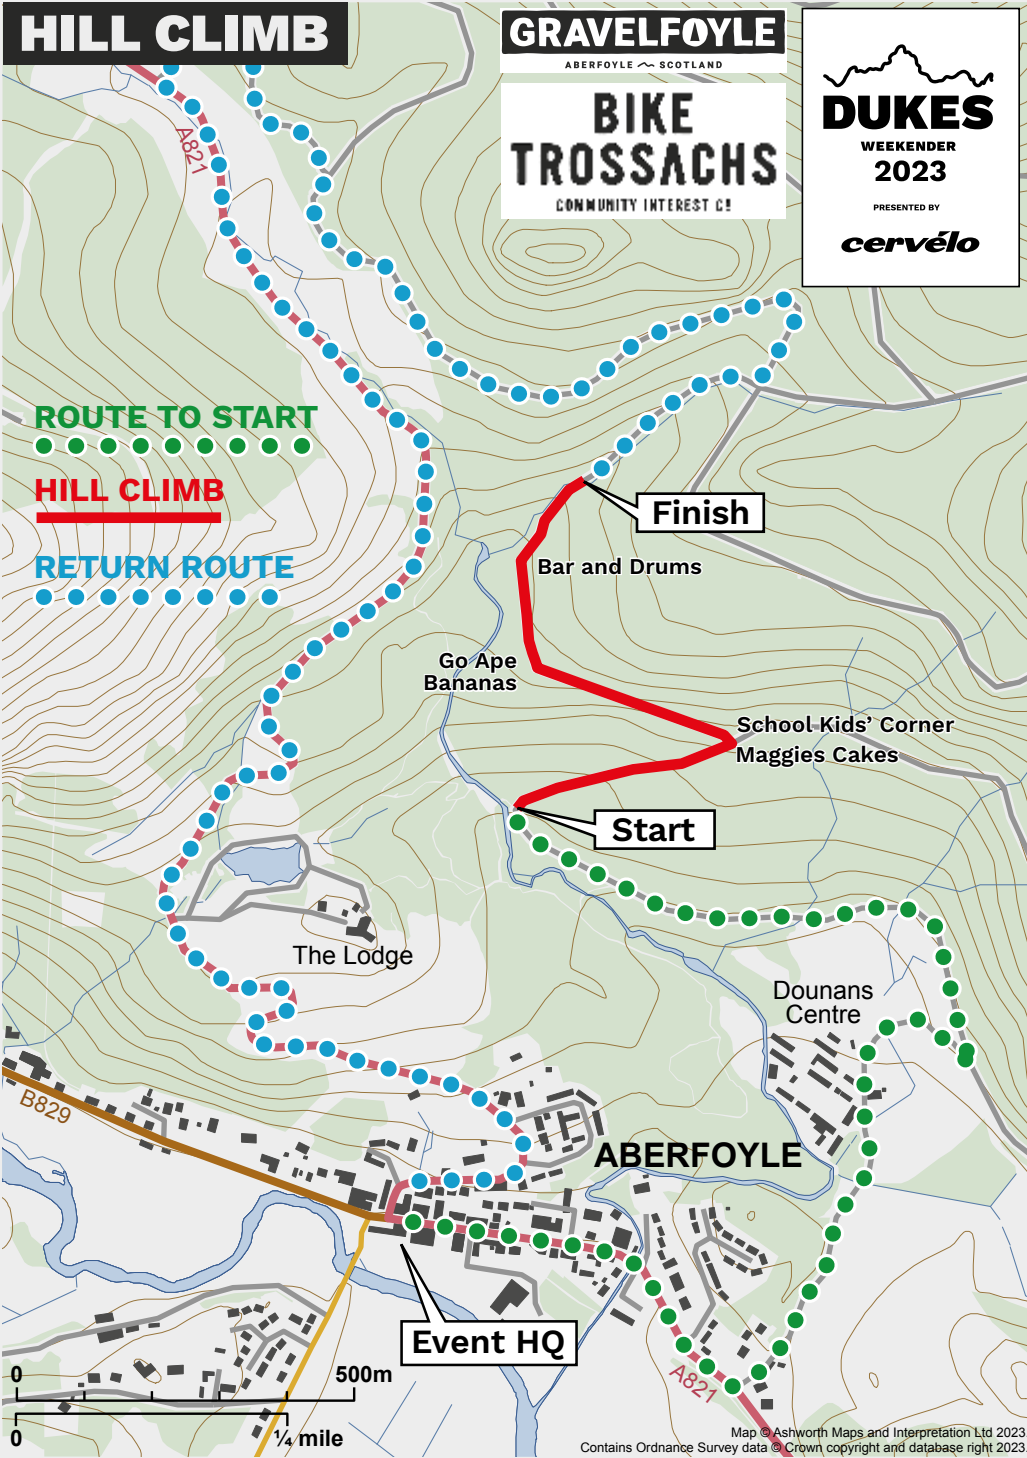 HILL CLIMB
GRAVELFOYLE
ABERFOYLE SCOTLAND
BIKE
TROSSACHS
COMMUNITY INTEREST Cº
DUKES
WEEKENDER
2023
PRESENTED BY
cervélo
A821
ROUTE TO START
HILL CLIMB
RETURN ROUTE
Finish
Bar and Drums
Go Ape
Bananas
School Kids' Corner
Maggies Cakes
Start
The Lodge
Dounans
Centre
B829
ABERFOYLE
Event HQ
A821
0 500m
0 ¼ mile
Map © Ashworth Maps and Interpretation Ltd 2023
Contains Ordnance Survey data © Crown copyright and database right 2023.